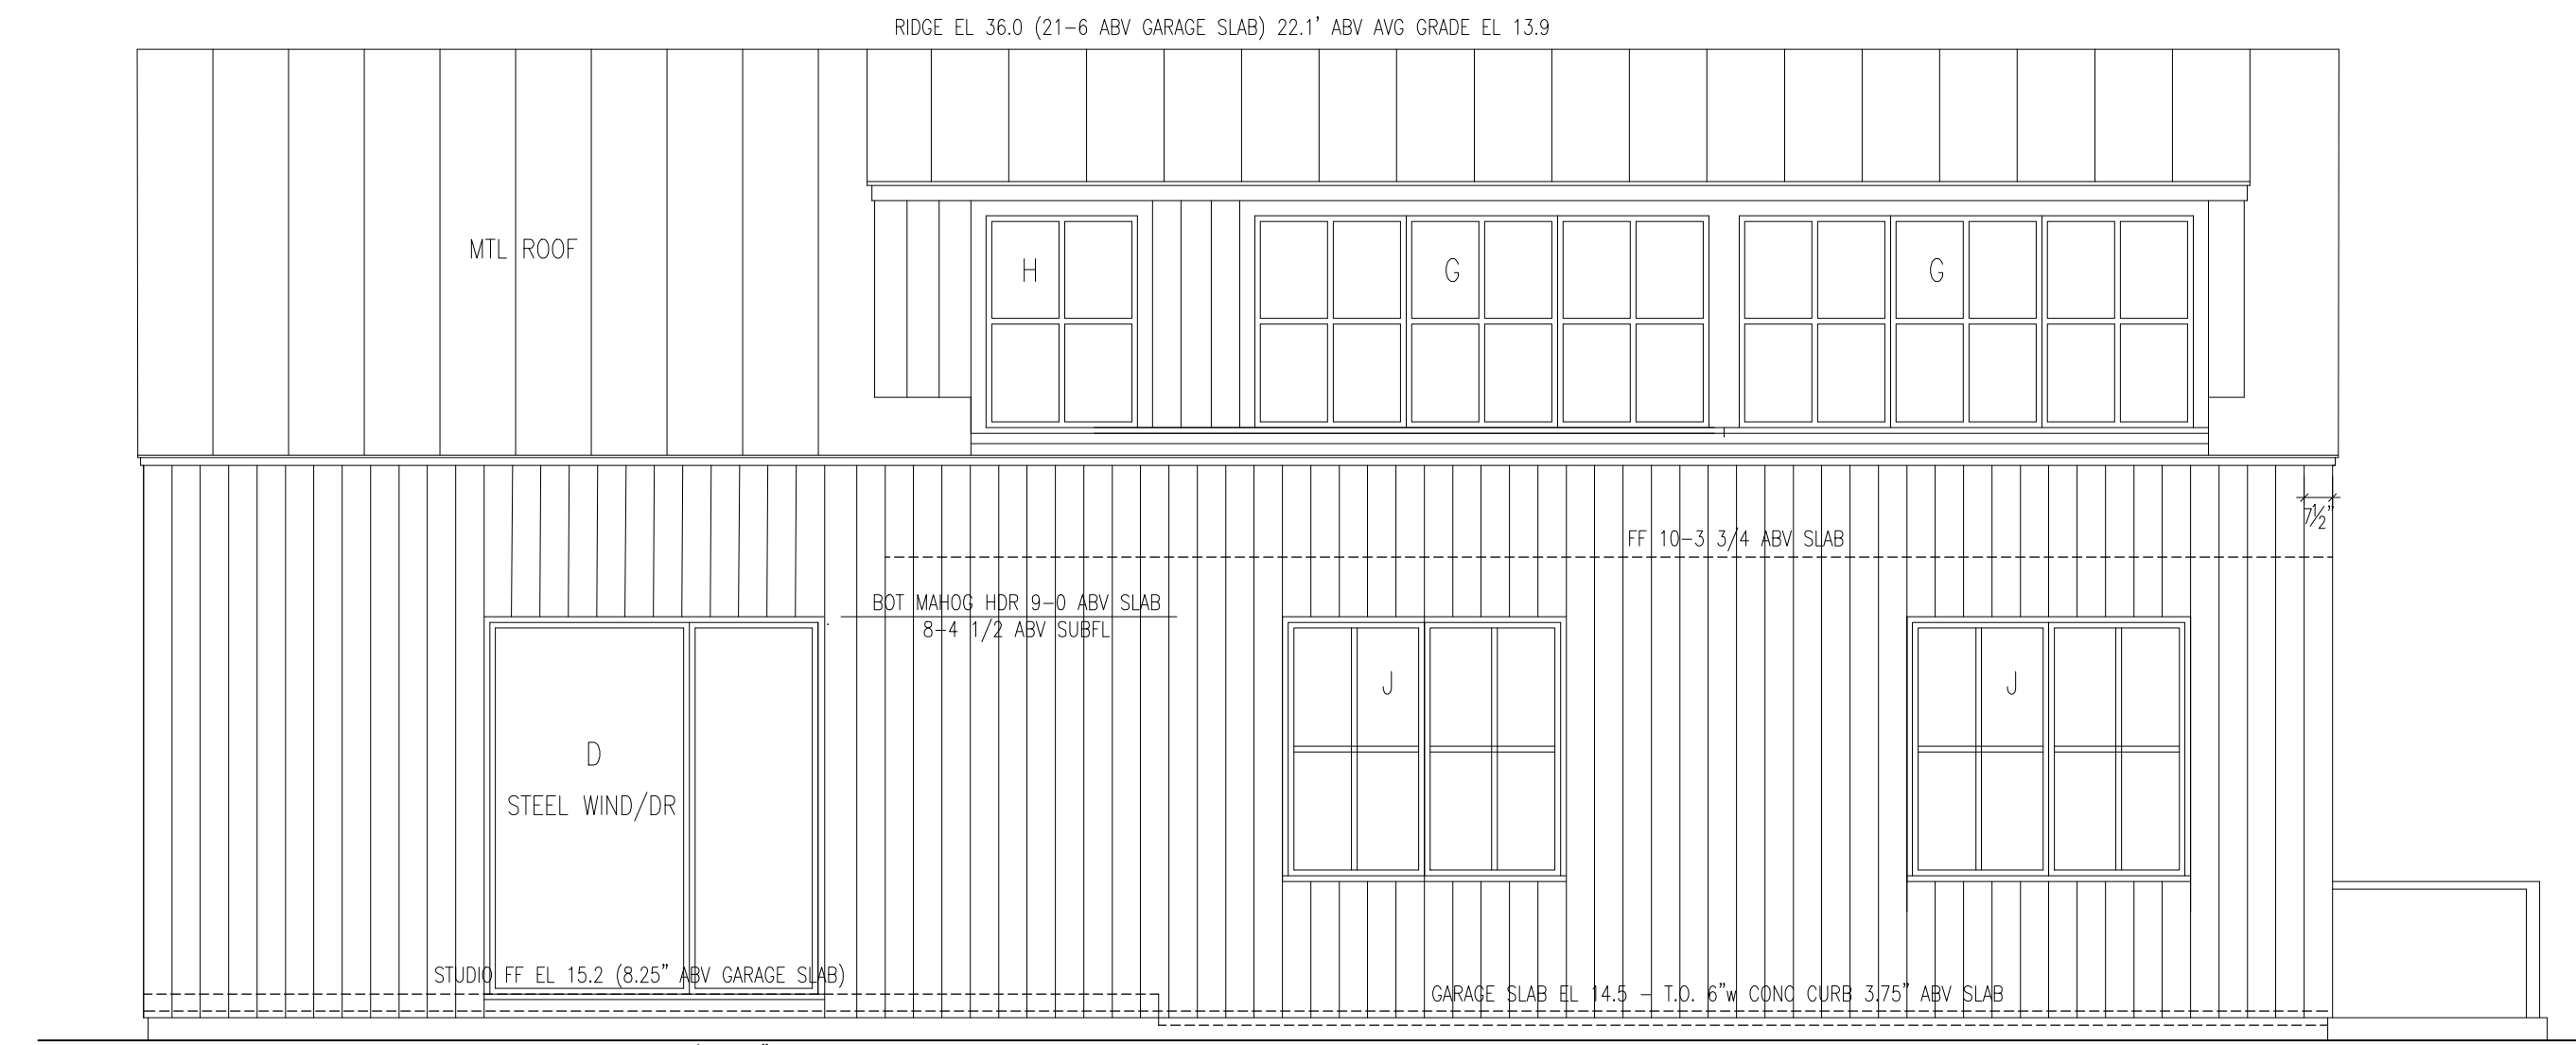 RIDGE EL 36.0 (21-6 ABV GARAGE SLAB) 22.1' ABV AVG GRADE EL 13.9
MTL ROOF
H
G
G
7½"
FF 10-3 3/4 ABV SLAB
BOT MAHOG HDR 9-0 ABV SLAB
8-4 1/2 ABV SUBFL
J
J
D
STEEL WIND/DR
STUDIO FF EL 15.2 (8.25" ABV GARAGE SLAB)
GARAGE SLAB EL 14.5 - T.O. 6"w CONC CURB 3.75" ABV SLAB